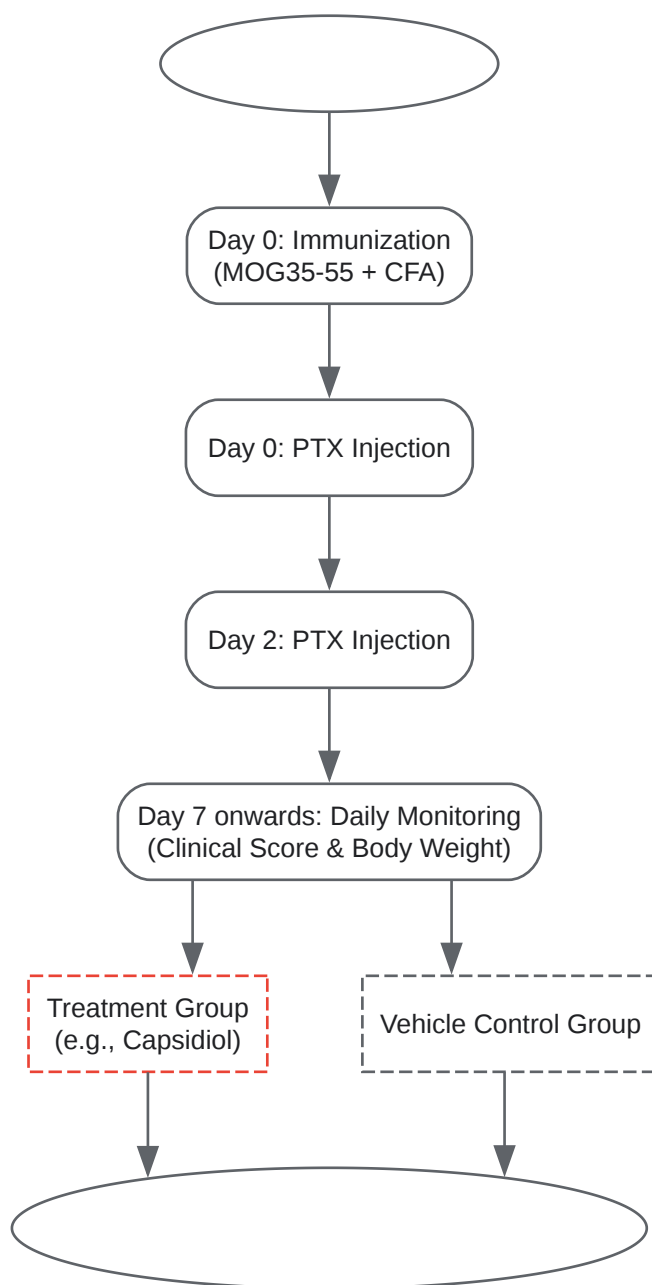 Day 0: Immunization
(MOG35-55 + CFA)
Day 0: PTX Injection
Day 2: PTX Injection
Day 7 onwards: Daily Monitoring
(Clinical Score & Body Weight)
Treatment Group
(e.g., Capsidiol)
Vehicle Control Group